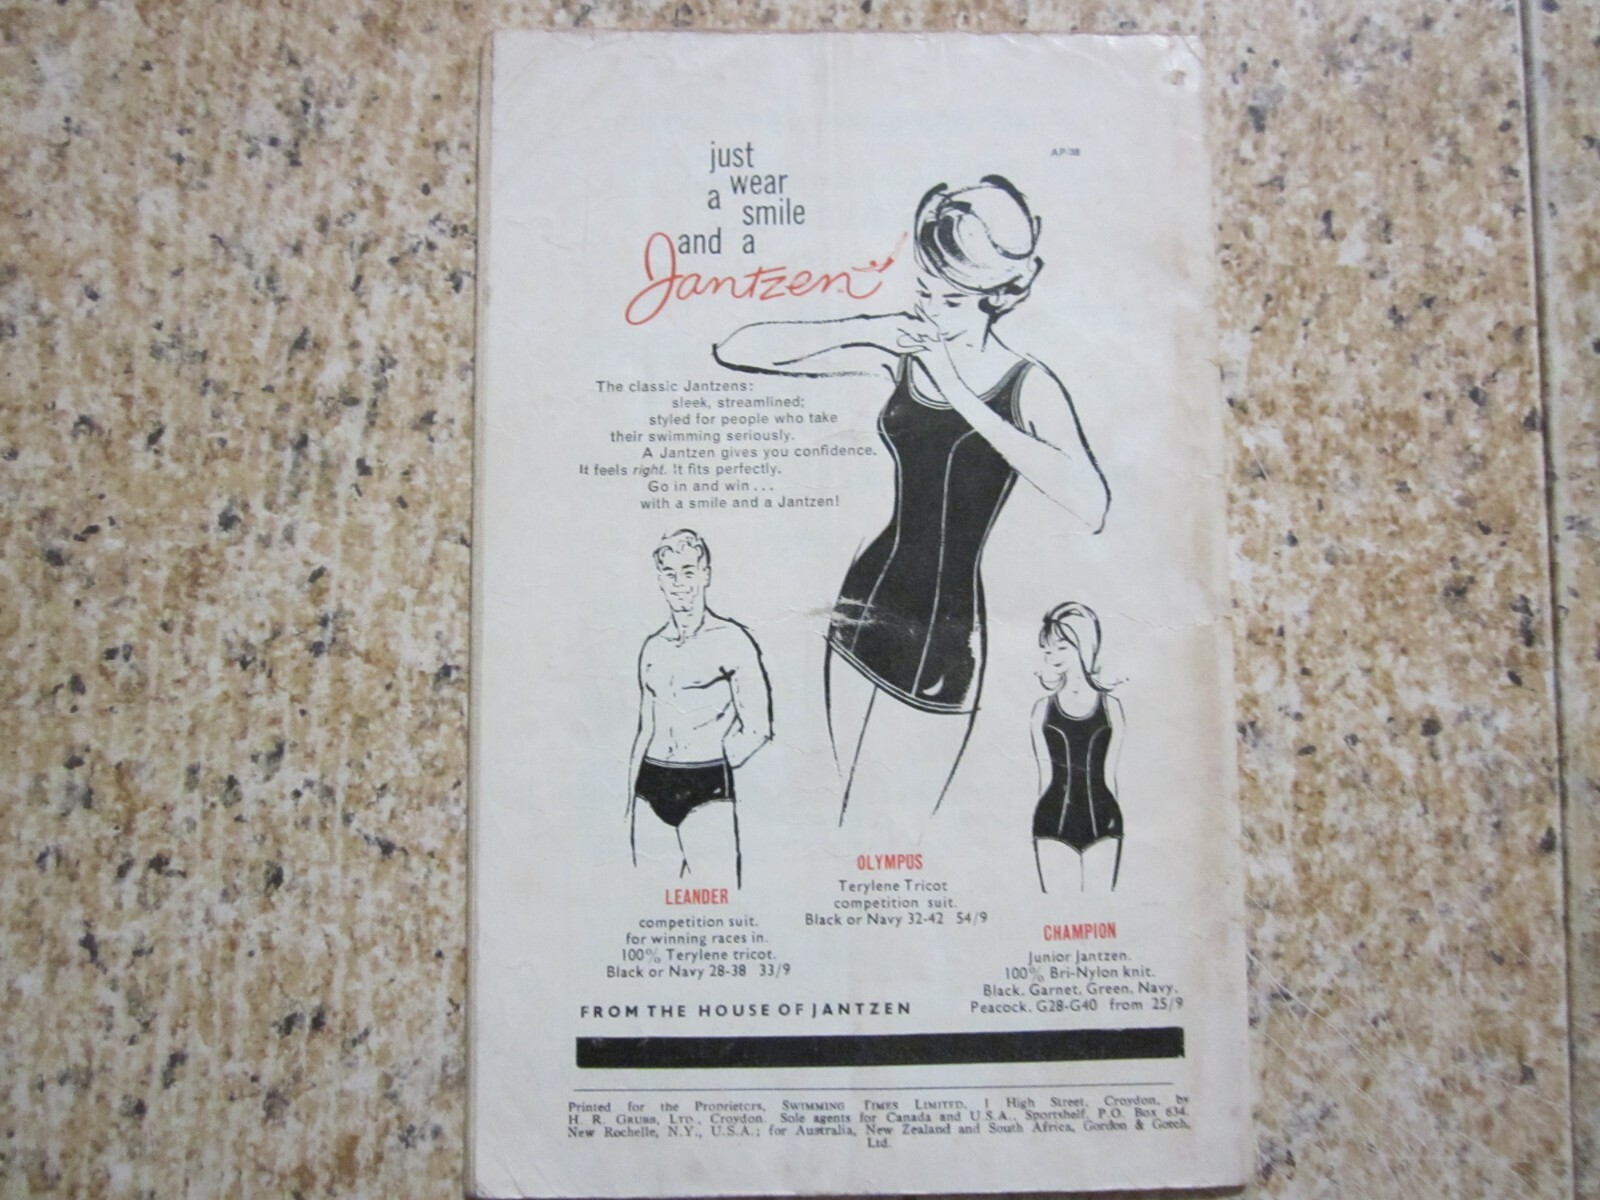 just
wear
a
smile
and a
Jantzen
AP 38
The classic Jantzens:
sleek, streamlined;
styled for people who take
their swimming seriously.
A Jantzen gives you confidence.
It feels right. It fits perfectly.
Go in and win...
with a smile and a Jantzen!
LEANDER
competition suit.
for winning races in.
100% Terylene tricot.
Black or Navy 28-38 33/9
OLYMPUS
Terylene Tricot
competition suit.
Black or Navy 32-42 54/9
CHAMPION
Junior Jantzen.
100% Bri-Nylon knit.
Black, Garnet, Green, Navy,
Peacock. G28-G40 from 25/9
FROM THE HOUSE OF JANTZEN
Printed for the Proprietors, SWIMMING TIMES LIMITED, 1 High Street, Croydon, by
H. R. GRUBB, LTD., Croydon. Sole agents for Canada and U.S.A., Sportshelf, P.O. Box 634,
New Rochelle, N.Y., U.S.A.; for Australia, New Zealand and South Africa, Gordon & Gotch,
Ltd.